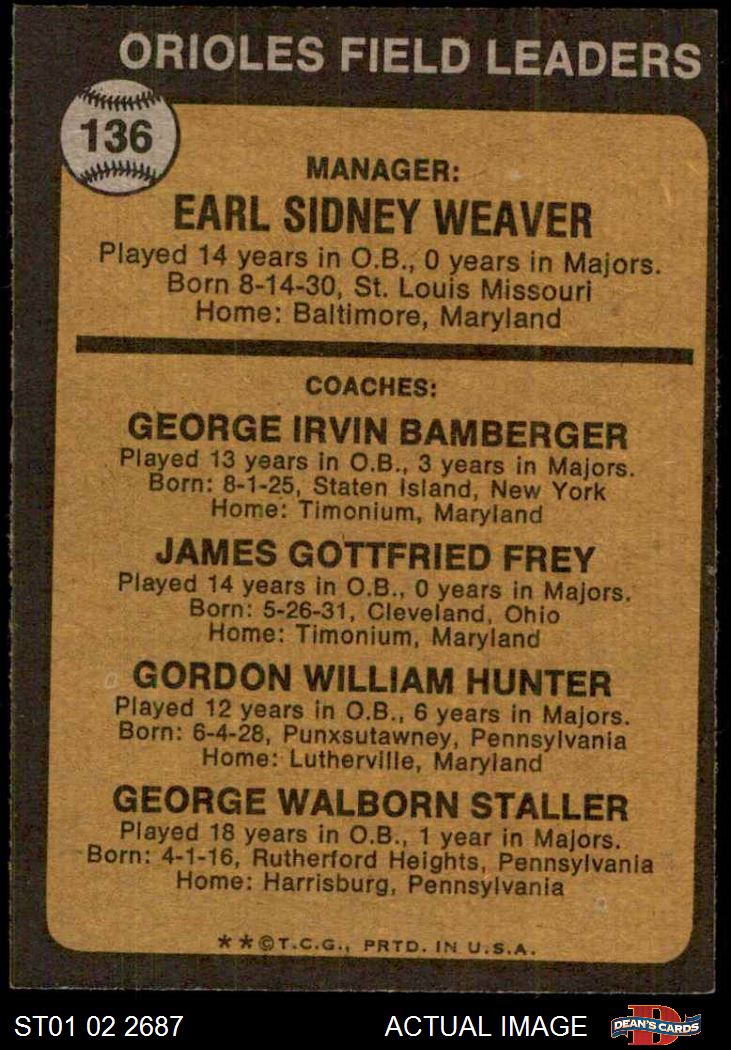 ORIOLES FIELD LEADERS
136
MANAGER:
EARL SIDNEY WEAVER
Played 14 years in O.B., 0 years in Majors.
Born 8-14-30, St. Louis Missouri
Home: Baltimore, Maryland
COACHES:
GEORGE IRVIN BAMBERGER
Played 13 years in O.B., 3 years in Majors.
Born: 8-1-25, Staten Island, New York
Home: Timonium, Maryland
JAMES GOTTFRIED FREY
Played 14 years in O.B., 0 years in Majors.
Born: 5-26-31, Cleveland, Ohio
Home: Timonium, Maryland
GORDON WILLIAM HUNTER
Played 12 years in O.B., 6 years in Majors.
Born: 6-4-28, Punxsutawney, Pennsylvania
Home: Lutherville, Maryland
GEORGE WALBORN STALLER
Played 18 years in O.B., 1 year in Majors.
Born: 4-1-16, Rutherford Heights, Pennsylvania
Home: Harrisburg, Pennsylvania
**©T.C.G., PRTD. IN U.S.A.
ST01 02 2687
ACTUAL IMAGE
D
DEAN'S CARDS